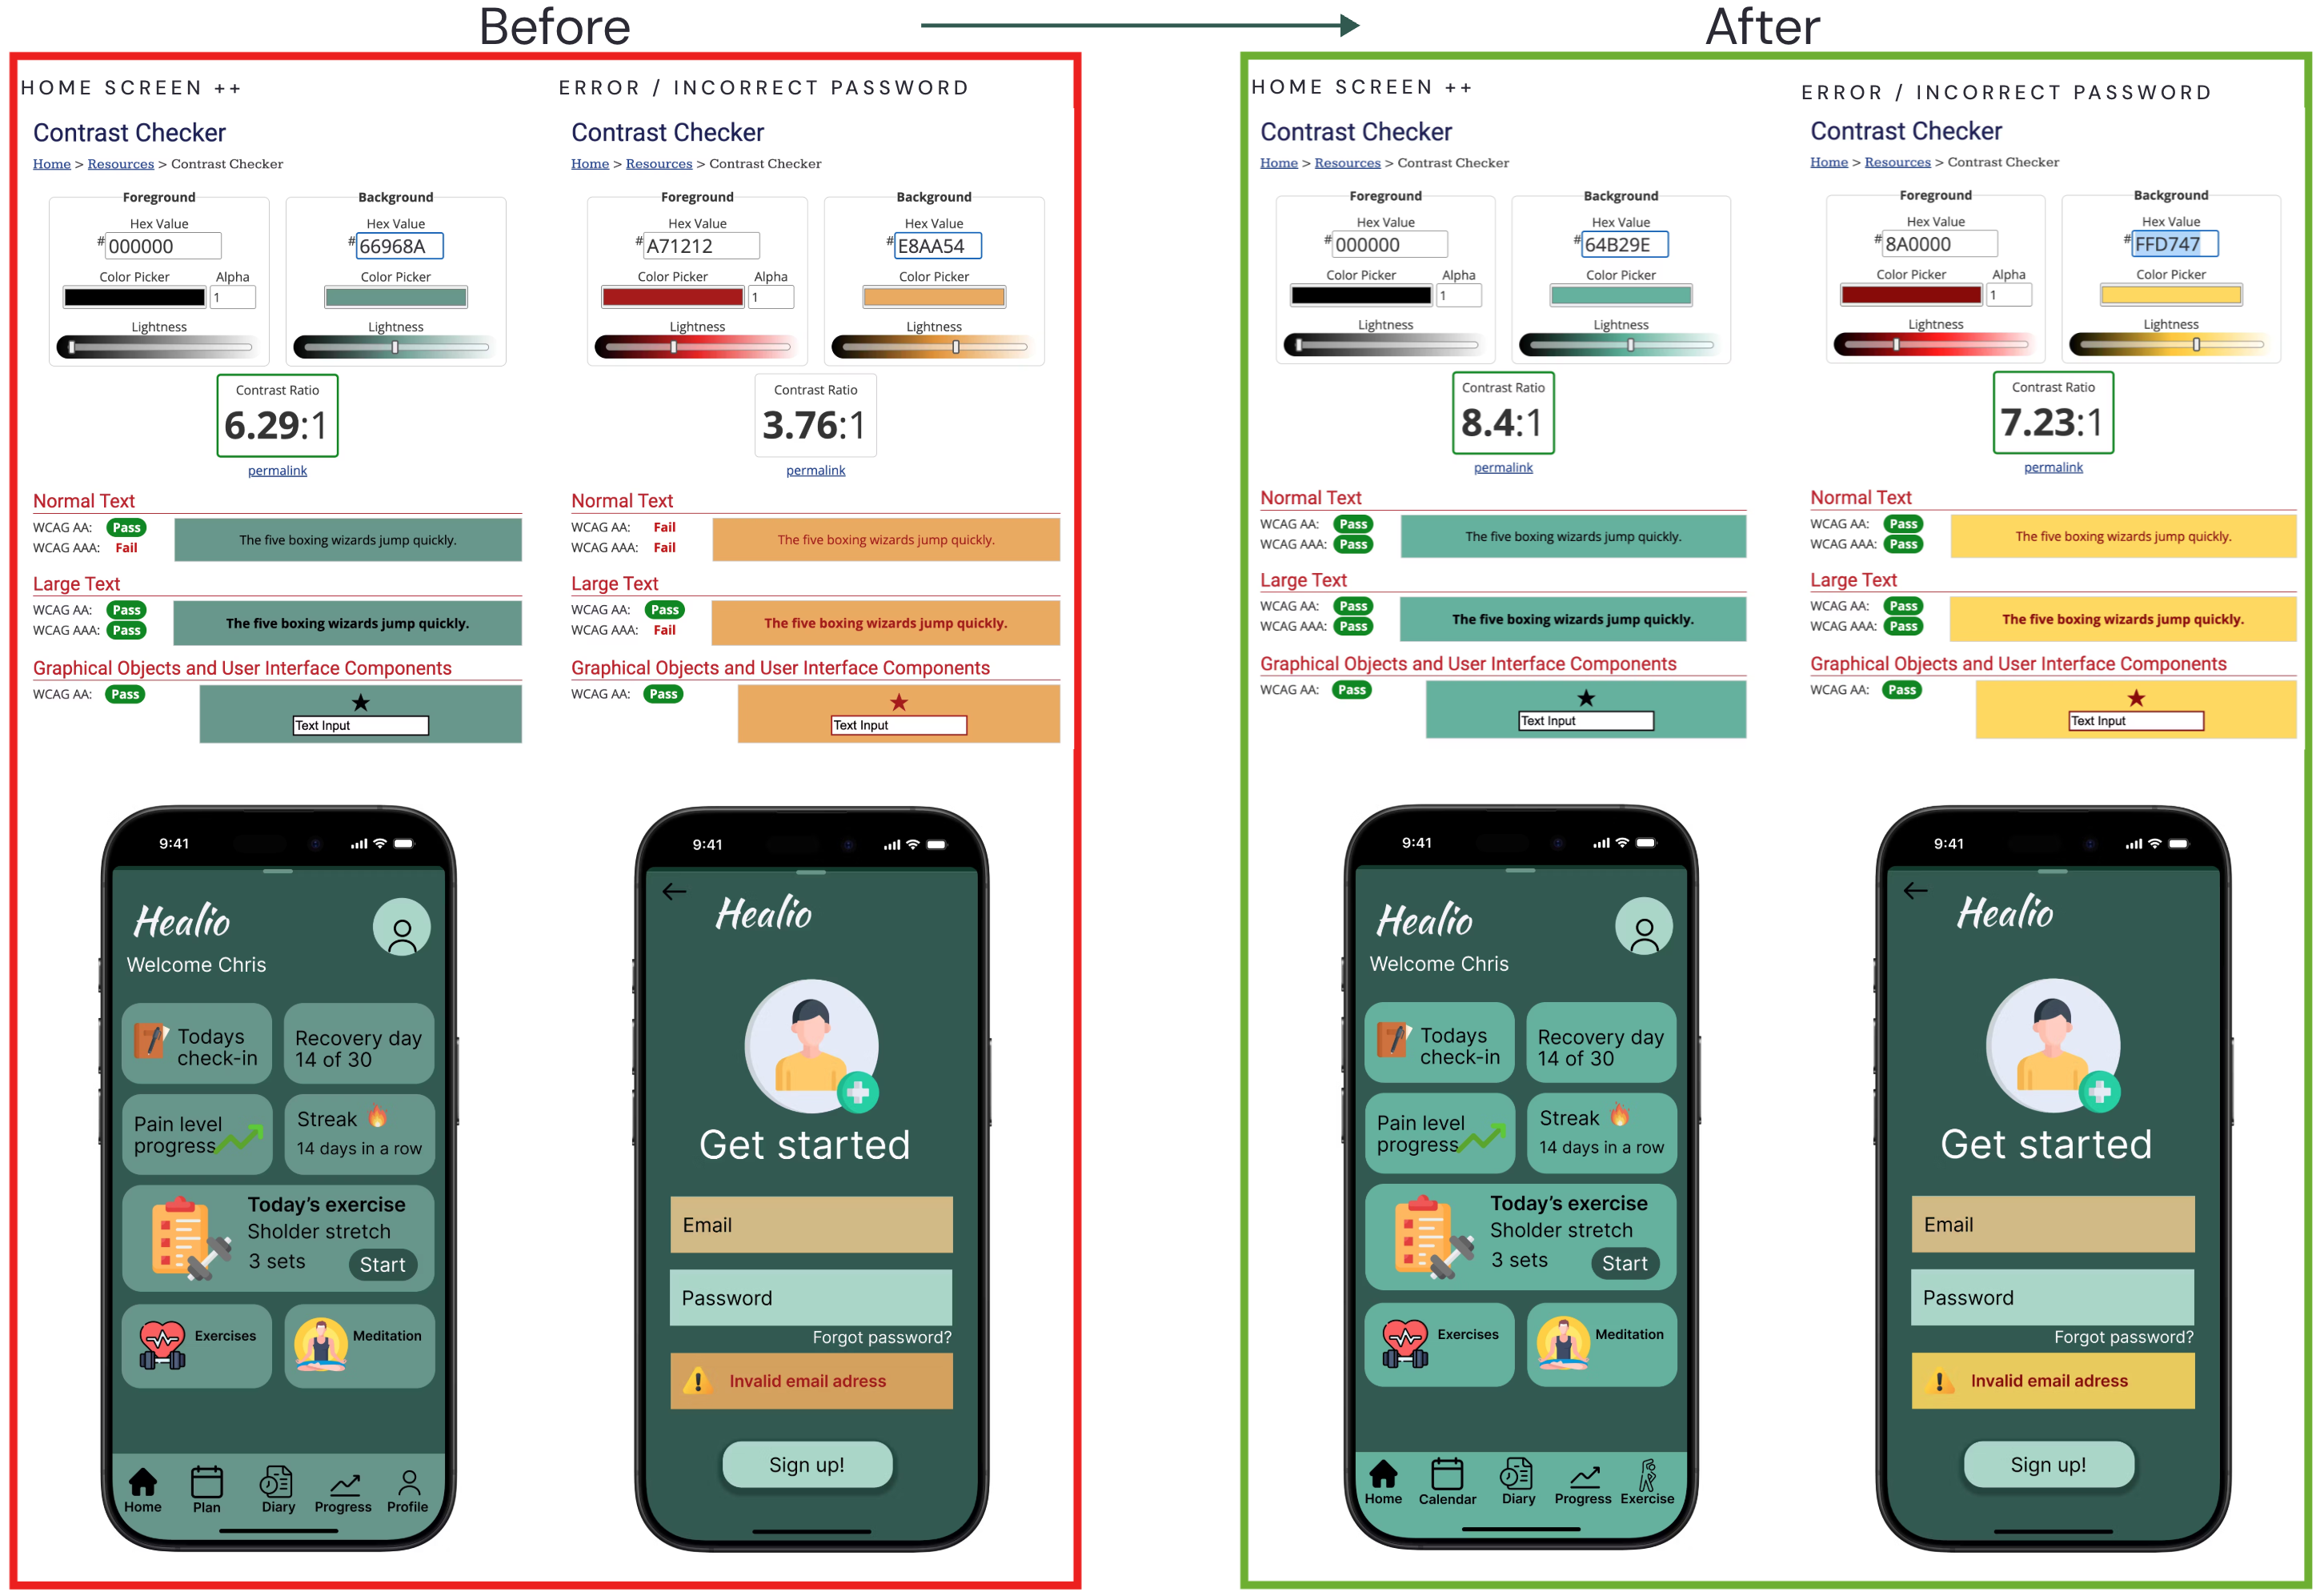 Before
After
HOME SCREEN ++
Contrast Checker
Home > Resources > Contrast Checker
Foreground
Hex Value
#000000
Color Picker
Alpha
1
Lightness
Background
Hex Value
#66968A
Color Picker
Lightness
Contrast Ratio
6.29:1
permalink
Normal Text
WCAG AA: Pass
WCAG AAA: Fail
The five boxing wizards jump quickly.
Large Text
WCAG AA: Pass
WCAG AAA: Pass
The five boxing wizards jump quickly.
Graphical Objects and User Interface Components
WCAG AA: Pass
Text Input
9:41
Healio
Welcome Chris
Todays
check-in
Recovery day
14 of 30
Pain level
progress
Streak
14 days in a row
Today's exercise
Sholder stretch
3 sets
Start
Exercises
Meditation
Home
Plan
Diary
Progress
Profile
ERROR / INCORRECT PASSWORD
Contrast Checker
Home > Resources > Contrast Checker
Foreground
Hex Value
#A71212
Color Picker
Alpha
1
Lightness
Background
Hex Value
#E8AA54
Color Picker
Lightness
Contrast Ratio
3.76:1
permalink
Normal Text
WCAG AA: Fail
WCAG AAA: Fail
The five boxing wizards jump quickly.
Large Text
WCAG AA: Pass
WCAG AAA: Fail
The five boxing wizards jump quickly.
Graphical Objects and User Interface Components
WCAG AA: Pass
Text Input
9:41
Healio
Get started
Email
Password
Forgot password?
Invalid email adress
Sign up!
HOME SCREEN ++
Contrast Checker
Home > Resources > Contrast Checker
Foreground
Hex Value
#000000
Color Picker
Alpha
1
Lightness
Background
Hex Value
#64B29E
Color Picker
Lightness
Contrast Ratio
8.4:1
permalink
Normal Text
WCAG AA: Pass
WCAG AAA: Pass
The five boxing wizards jump quickly.
Large Text
WCAG AA: Pass
WCAG AAA: Pass
The five boxing wizards jump quickly.
Graphical Objects and User Interface Components
WCAG AA: Pass
Text Input
9:41
Healio
Welcome Chris
Todays
check-in
Recovery day
14 of 30
Pain level
progress
Streak
14 days in a row
Today's exercise
Sholder stretch
3 sets
Start
Exercises
Meditation
Home
Calendar
Diary
Progress
Exercise
ERROR / INCORRECT PASSWORD
Contrast Checker
Home > Resources > Contrast Checker
Foreground
Hex Value
#8A0000
Color Picker
Alpha
1
Lightness
Background
Hex Value
#FFD747
Color Picker
Lightness
Contrast Ratio
7.23:1
permalink
Normal Text
WCAG AA: Pass
WCAG AAA: Pass
The five boxing wizards jump quickly.
Large Text
WCAG AA: Pass
WCAG AAA: Pass
The five boxing wizards jump quickly.
Graphical Objects and User Interface Components
WCAG AA: Pass
Text Input
9:41
Healio
Get started
Email
Password
Forgot password?
Invalid email adress
Sign up!